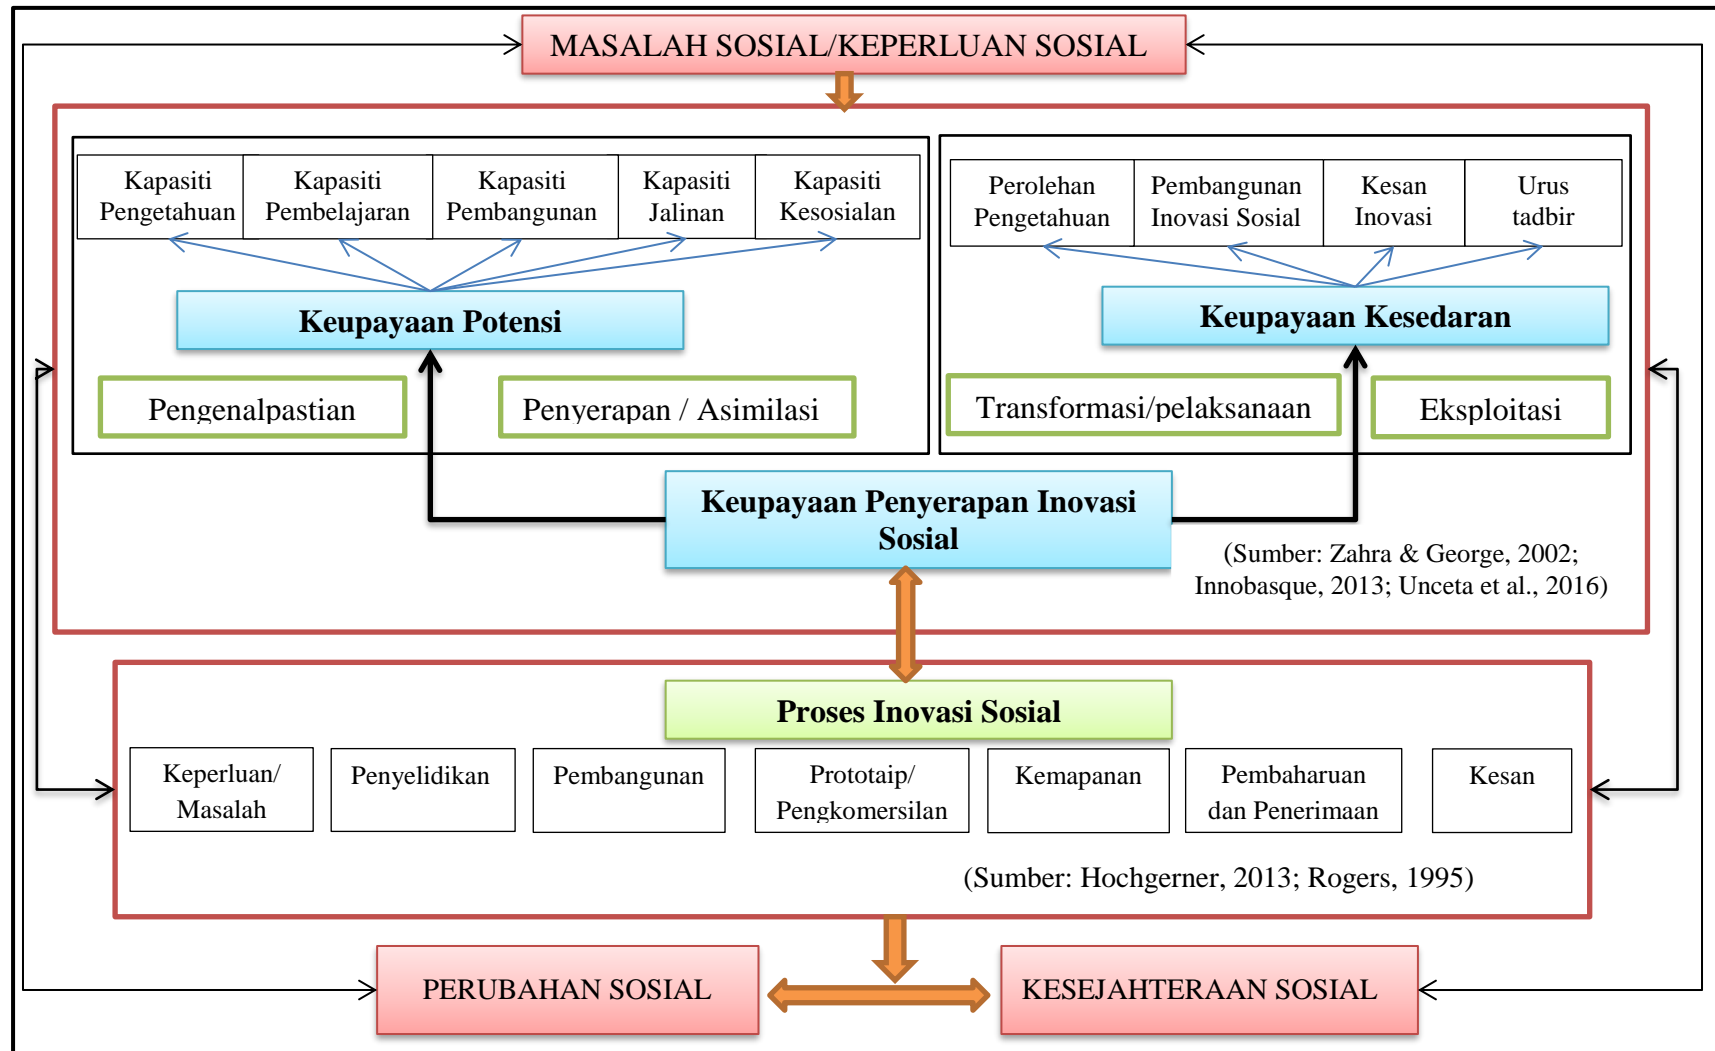 MASALAH SOSIAL/KEPERLUAN SOSIAL
Kapasiti
Pengetahuan
Kapasiti
Pembelajaran
Kapasiti
Pembangunan
Kapasiti
Jalinan
Kapasiti
Kesosialan
Perolehan
Pengetahuan
Pembangunan
Inovasi Sosial
Kesan
Inovasi
Urus
tadbir
Keupayaan Potensi
Keupayaan Kesedaran
Pengenalpastian
Penyerapan / Asimilasi
Transformasi/pelaksanaan
Eksploitasi
Keupayaan Penyerapan Inovasi
Sosial
(Sumber: Zahra & George, 2002;
Innobasque, 2013; Unceta et al., 2016)
Proses Inovasi Sosial
Keperluan/
Masalah
Penyelidikan
Pembangunan
Prototaip/
Pengkomersilan
Kemapanan
Pembaharuan
dan Penerimaan
Kesan
(Sumber: Hochgerner, 2013; Rogers, 1995)
PERUBAHAN SOSIAL
KESEJAHTERAAN SOSIAL